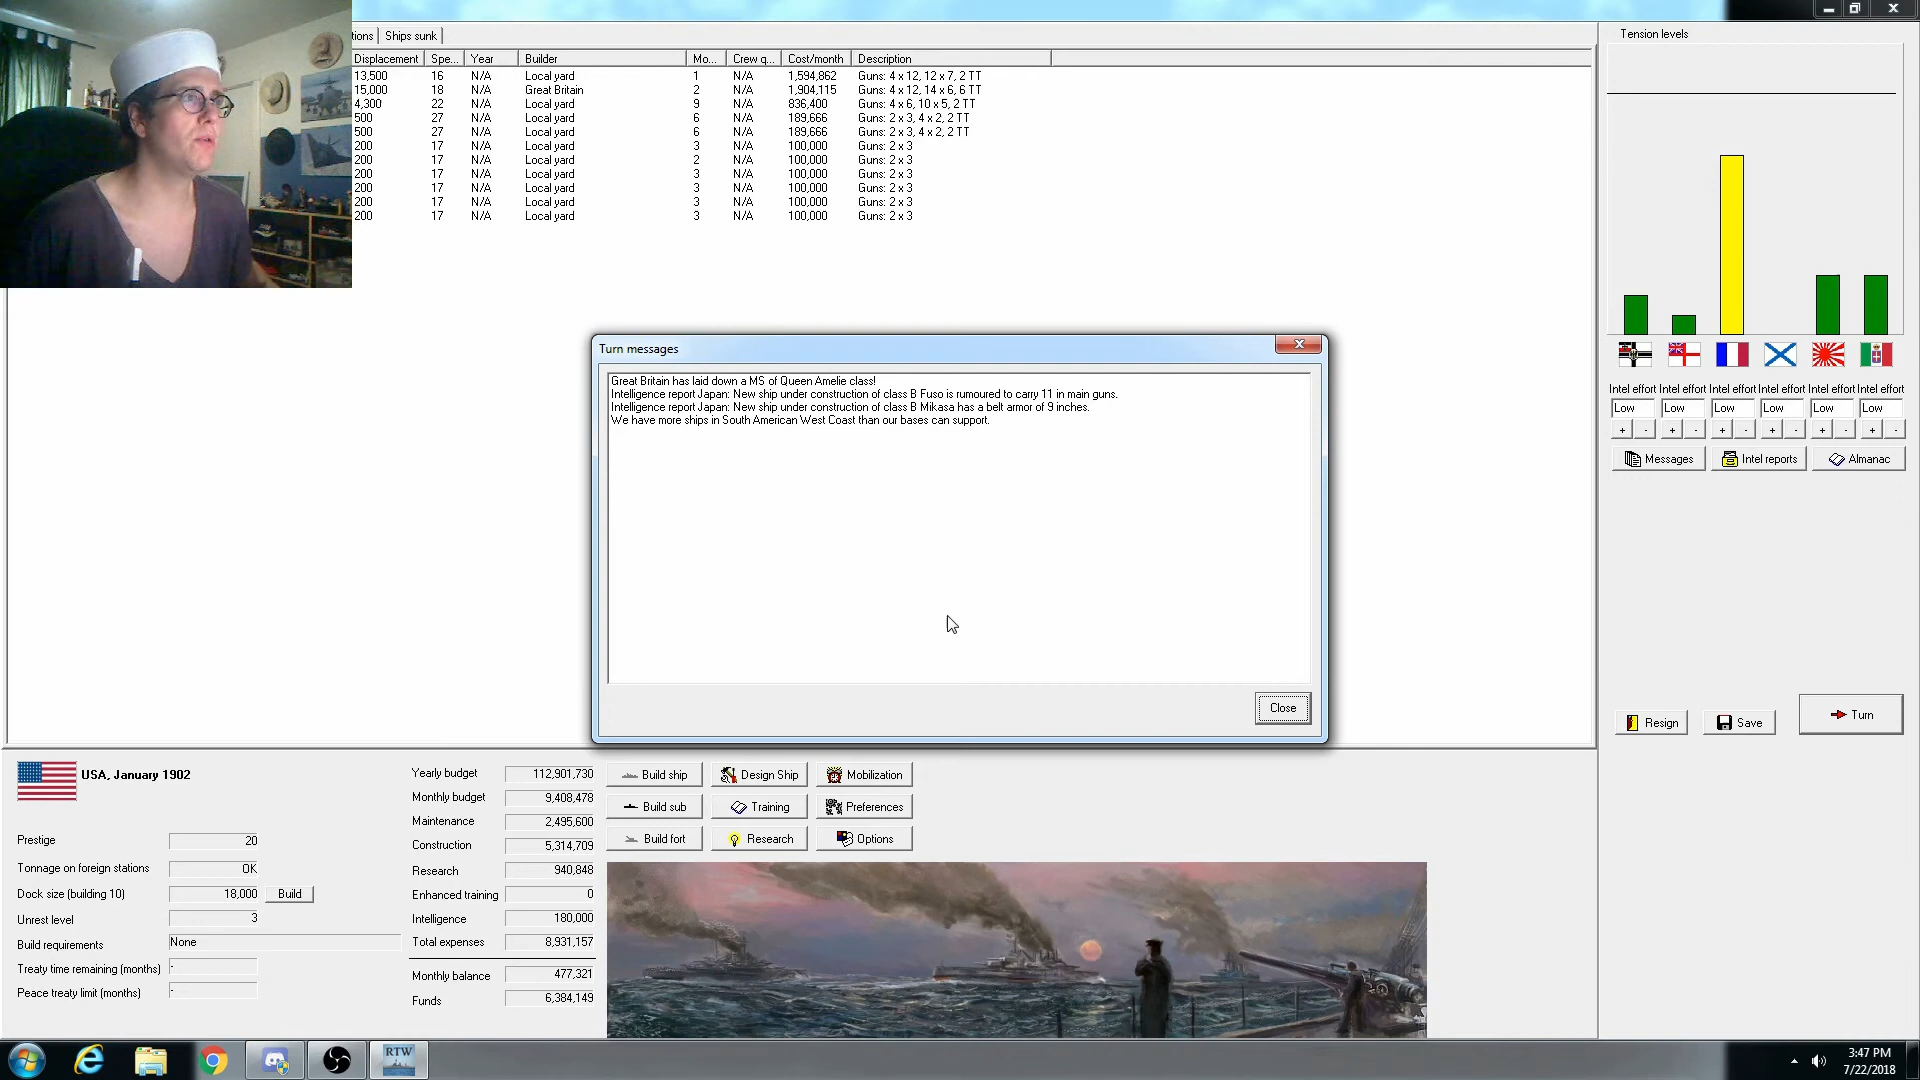 tions Ships sunk
Displacement Spe... Year Builder Mo... Crew q... Cost/month Description
13,500 16 N/A Local yard 1 N/A 1,594,862 Guns: 4 x 12, 12 x 7, 2 TT
15,000 18 N/A Great Britain 2 N/A 1,904,115 Guns: 4 x 12, 14 x 6, 6 TT
4,300 22 N/A Local yard 9 N/A 836,400 Guns: 4 x 6, 10 x 5, 2 TT
500 27 N/A Local yard 6 N/A 189,666 Guns: 2 x 3, 4 x 2, 2 TT
500 27 N/A Local yard 6 N/A 189,666 Guns: 2 x 3, 4 x 2, 2 TT
200 17 N/A Local yard 3 N/A 100,000 Guns: 2 x 3
200 17 N/A Local yard 2 N/A 100,000 Guns: 2 x 3
200 17 N/A Local yard 3 N/A 100,000 Guns: 2 x 3
200 17 N/A Local yard 3 N/A 100,000 Guns: 2 x 3
200 17 N/A Local yard 3 N/A 100,000 Guns: 2 x 3
200 17 N/A Local yard 3 N/A 100,000 Guns: 2 x 3
Tension levels
Intel effort Intel effort Intel effort Intel effort Intel effort Intel effort
Low Low Low Low Low Low
+ - + - + - + - + - + -
Messages Intel reports Almanac
Resign Save Turn
Turn messages
Great Britain has laid down a MS of Queen Amelie class!
Intelligence report Japan: New ship under construction of class B Fuso is rumoured to carry 11 in main guns.
Intelligence report Japan: New ship under construction of class B Mikasa has a belt armor of 9 inches.
We have more ships in South American West Coast than our bases can support.
Close
USA, January 1902
Prestige 20
Tonnage on foreign stations OK
Dock size (building 10) 18,000 Build
Unrest level 3
Build requirements None
Treaty time remaining (months) -
Peace treaty limit (months) -
Yearly budget 112,901,730
Monthly budget 9,408,478
Maintenance 2,495,600
Construction 5,314,709
Research 940,848
Enhanced training 0
Intelligence 180,000
Total expenses 8,931,157
Monthly balance 477,321
Funds 6,384,149
Build ship Design Ship Mobilization
Build sub Training Preferences
Build fort Research Options
RTW
3:47 PM
7/22/2018